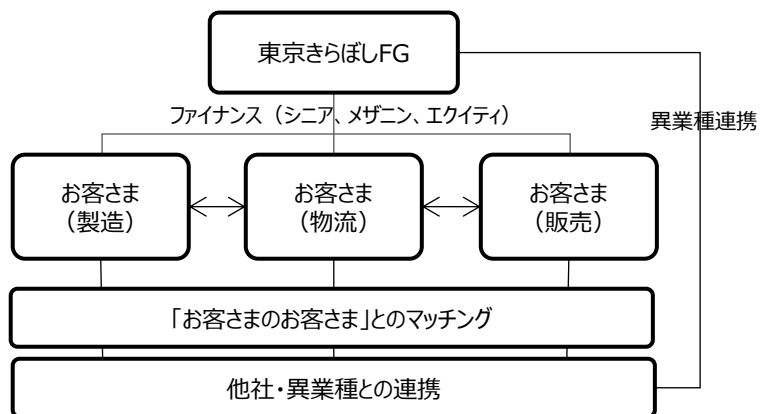 東京きらぼしFG
ファイナンス（シニア、メザニン、エクイティ）
異業種連携
お客さま
（製造）
お客さま
（物流）
お客さま
（販売）
「お客さまのお客さま」とのマッチング
他社・異業種との連携